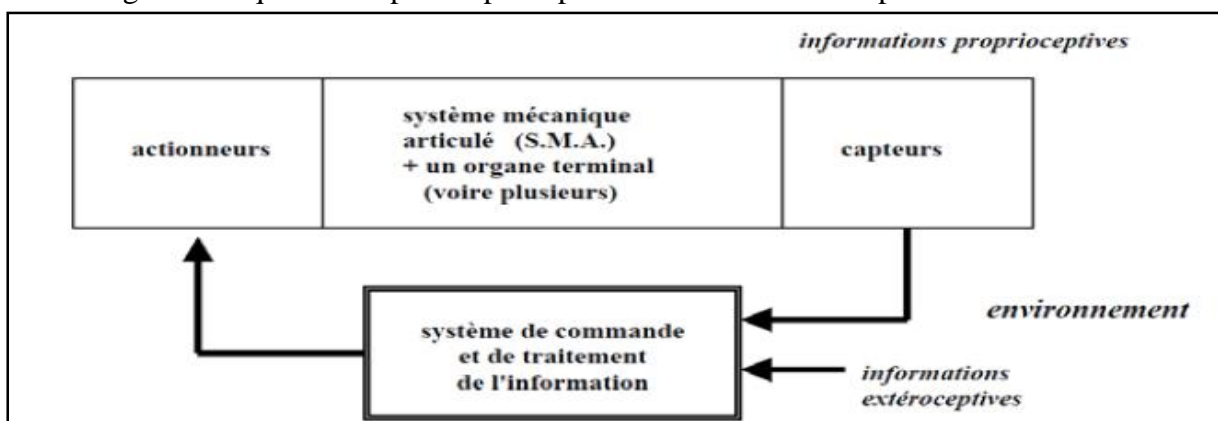 informations proprioceptives
actionneurs
système mécanique
articulé (S.M.A.)
+ un organe terminal
(voire plusieurs)
capteurs
système de commande
et de traitement
de l'information
environnement
informations
extéroceptives